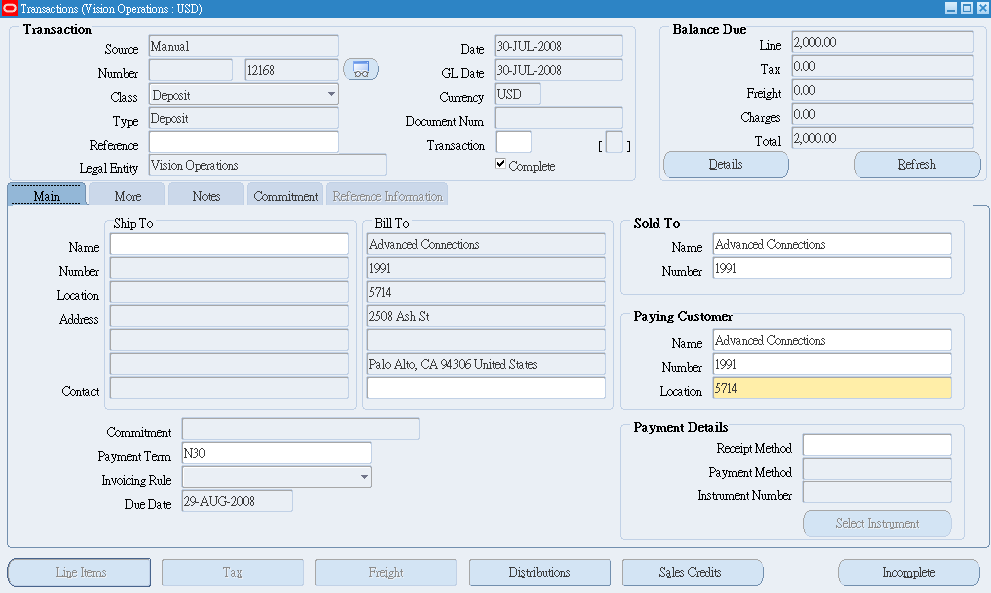 Transactions (Vision Operations : USD)
Transaction
Source Manual
Number 12168
Class Deposit
Type Deposit
Reference
Legal Entity Vision Operations
Date 30-JUL-2008
GL Date 30-JUL-2008
Currency USD
Document Num
Transaction [ ]
Complete
Balance Due
Line 2,000.00
Tax 0.00
Freight 0.00
Charges 0.00
Total 2,000.00
Details Refresh
Main More Notes Commitment Reference Information
Ship To
Name
Number
Location
Address
Contact
Bill To
Advanced Connections
1991
5714
2508 Ash St
Palo Alto, CA 94306 United States
Sold To
Name Advanced Connections
Number 1991
Paying Customer
Name Advanced Connections
Number 1991
Location 5714
Commitment
Payment Term N30
Invoicing Rule
Due Date 29-AUG-2008
Payment Details
Receipt Method
Payment Method
Instrument Number
Select Instrument
Line Items Tax Freight Distributions Sales Credits Incomplete